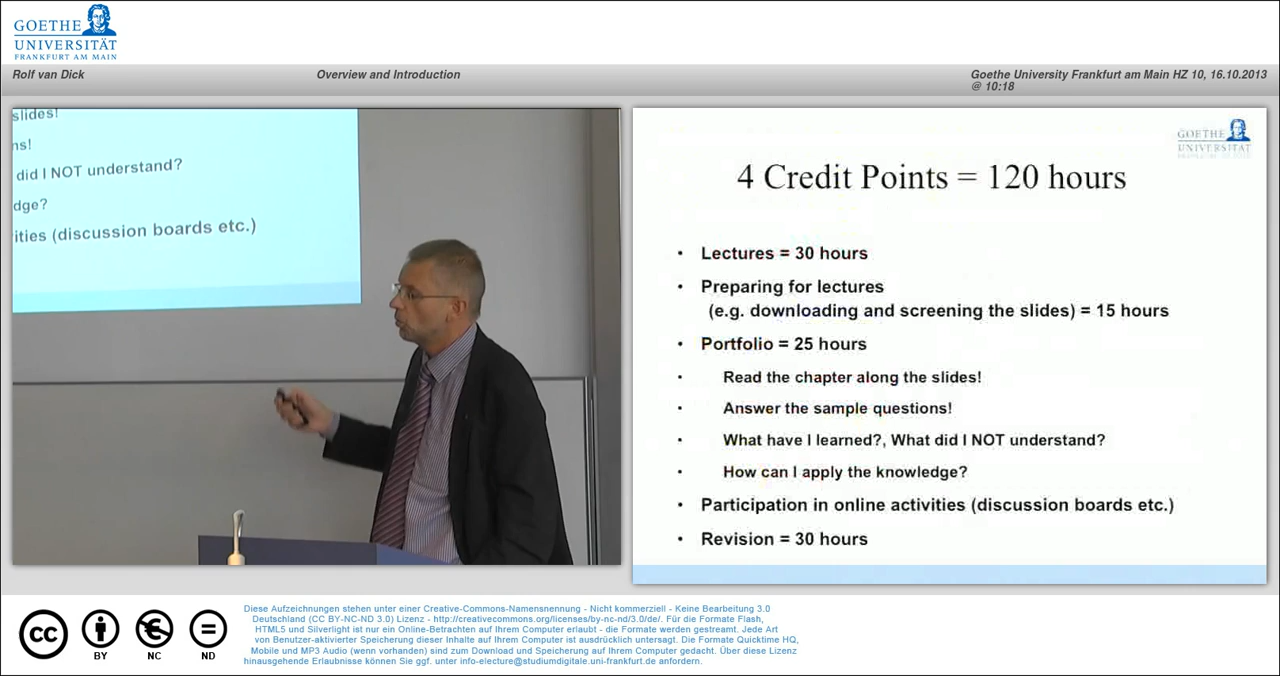 GOETHE
UNIVERSITÄT
FRANKFURT AM MAIN
Rolf van Dick
Overview and Introduction
Goethe University Frankfurt am Main HZ 10, 16.10.2013
@ 10:18
slides!
ns!
did I NOT understand?
dge?
ities (discussion boards etc.)
GOETHE
UNIVERSITÄT
FRANKFURT AM MAIN
4 Credit Points = 120 hours
• Lectures = 30 hours
• Preparing for lectures
(e.g. downloading and screening the slides) = 15 hours
• Portfolio = 25 hours
• Read the chapter along the slides!
• Answer the sample questions!
• What have I learned?, What did I NOT understand?
• How can I apply the knowledge?
• Participation in online activities (discussion boards etc.)
• Revision = 30 hours
cc
BY
NC
ND
Diese Aufzeichnungen stehen unter einer Creative-Commons-Namensnennung - Nicht kommerziell - Keine Bearbeitung 3.0
Deutschland (CC BY-NC-ND 3.0) Lizenz - http://creativecommons.org/licenses/by-nc-nd/3.0/de/. Für die Formate Flash,
HTML5 und Silverlight ist nur ein Online-Betrachten auf Ihrem Computer erlaubt - die Formate werden gestreamt. Jede Art
von Benutzer-aktivierter Speicherung dieser Inhalte auf Ihrem Computer ist ausdrücklich untersagt. Die Formate Quicktime HQ,
Mobile und MP3 Audio (wenn vorhanden) sind zum Download und Speicherung auf Ihrem Computer gedacht. Über diese Lizenz
hinausgehende Erlaubnisse können Sie ggf. unter info-electure@studiumdigitale.uni-frankfurt.de anfordern.